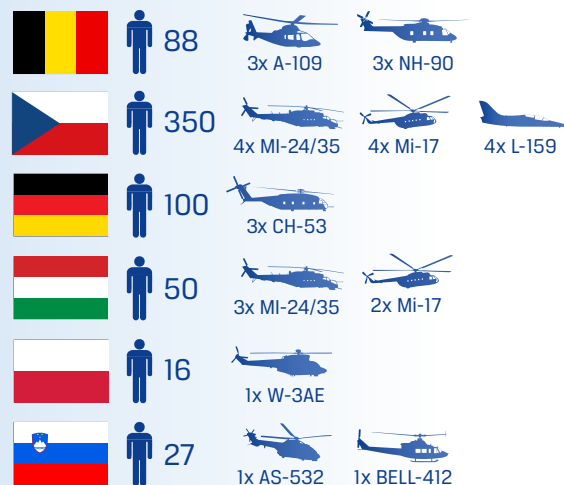 88
3x A-109 3x NH-90
350
4x MI-24/35 4x Mi-17 4x L-159
100
3x CH-53
50
3x MI-24/35 2x Mi-17
16
1x W-3AE
27
1x AS-532 1x BELL-412